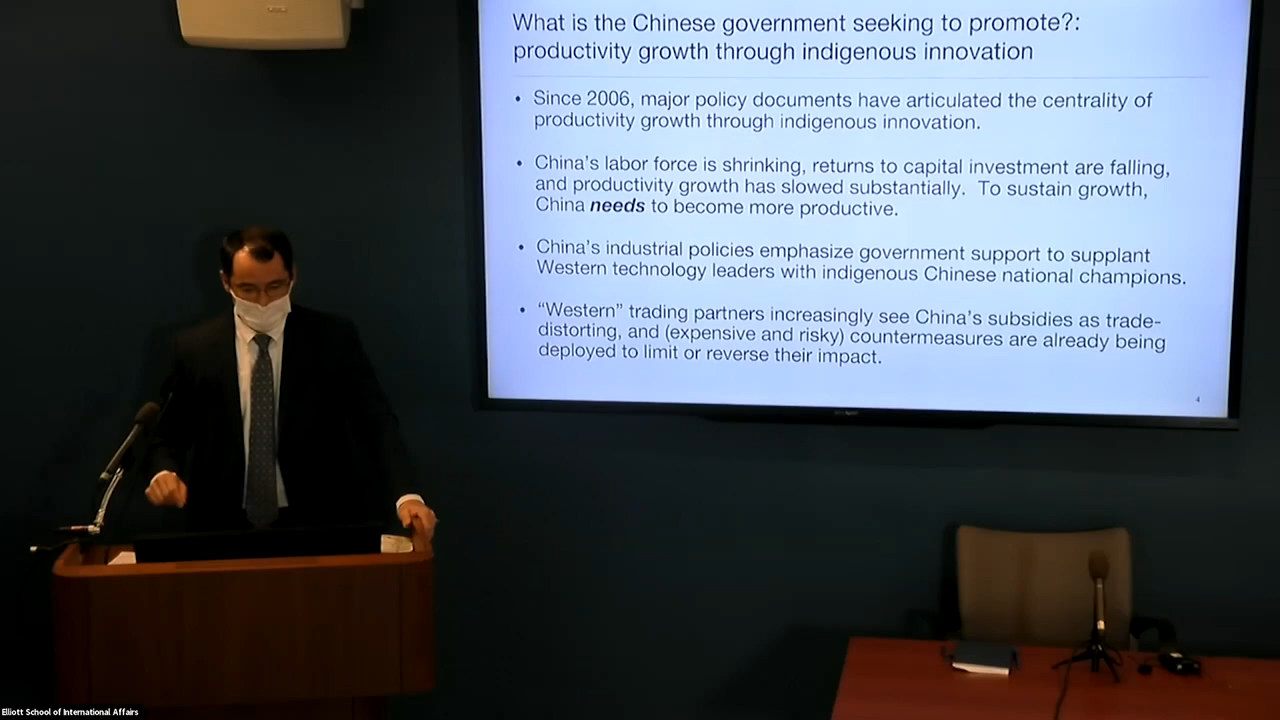 What is the Chinese government seeking to promote?:
productivity growth through indigenous innovation
• Since 2006, major policy documents have articulated the centrality of
productivity growth through indigenous innovation.
• China's labor force is shrinking, returns to capital investment are falling,
and productivity growth has slowed substantially. To sustain growth,
China needs to become more productive.
• China's industrial policies emphasize government support to supplant
Western technology leaders with indigenous Chinese national champions.
• “Western” trading partners increasingly see China's subsidies as trade-
distorting, and (expensive and risky) countermeasures are already being
deployed to limit or reverse their impact.
4
Elliott School of International Affairs